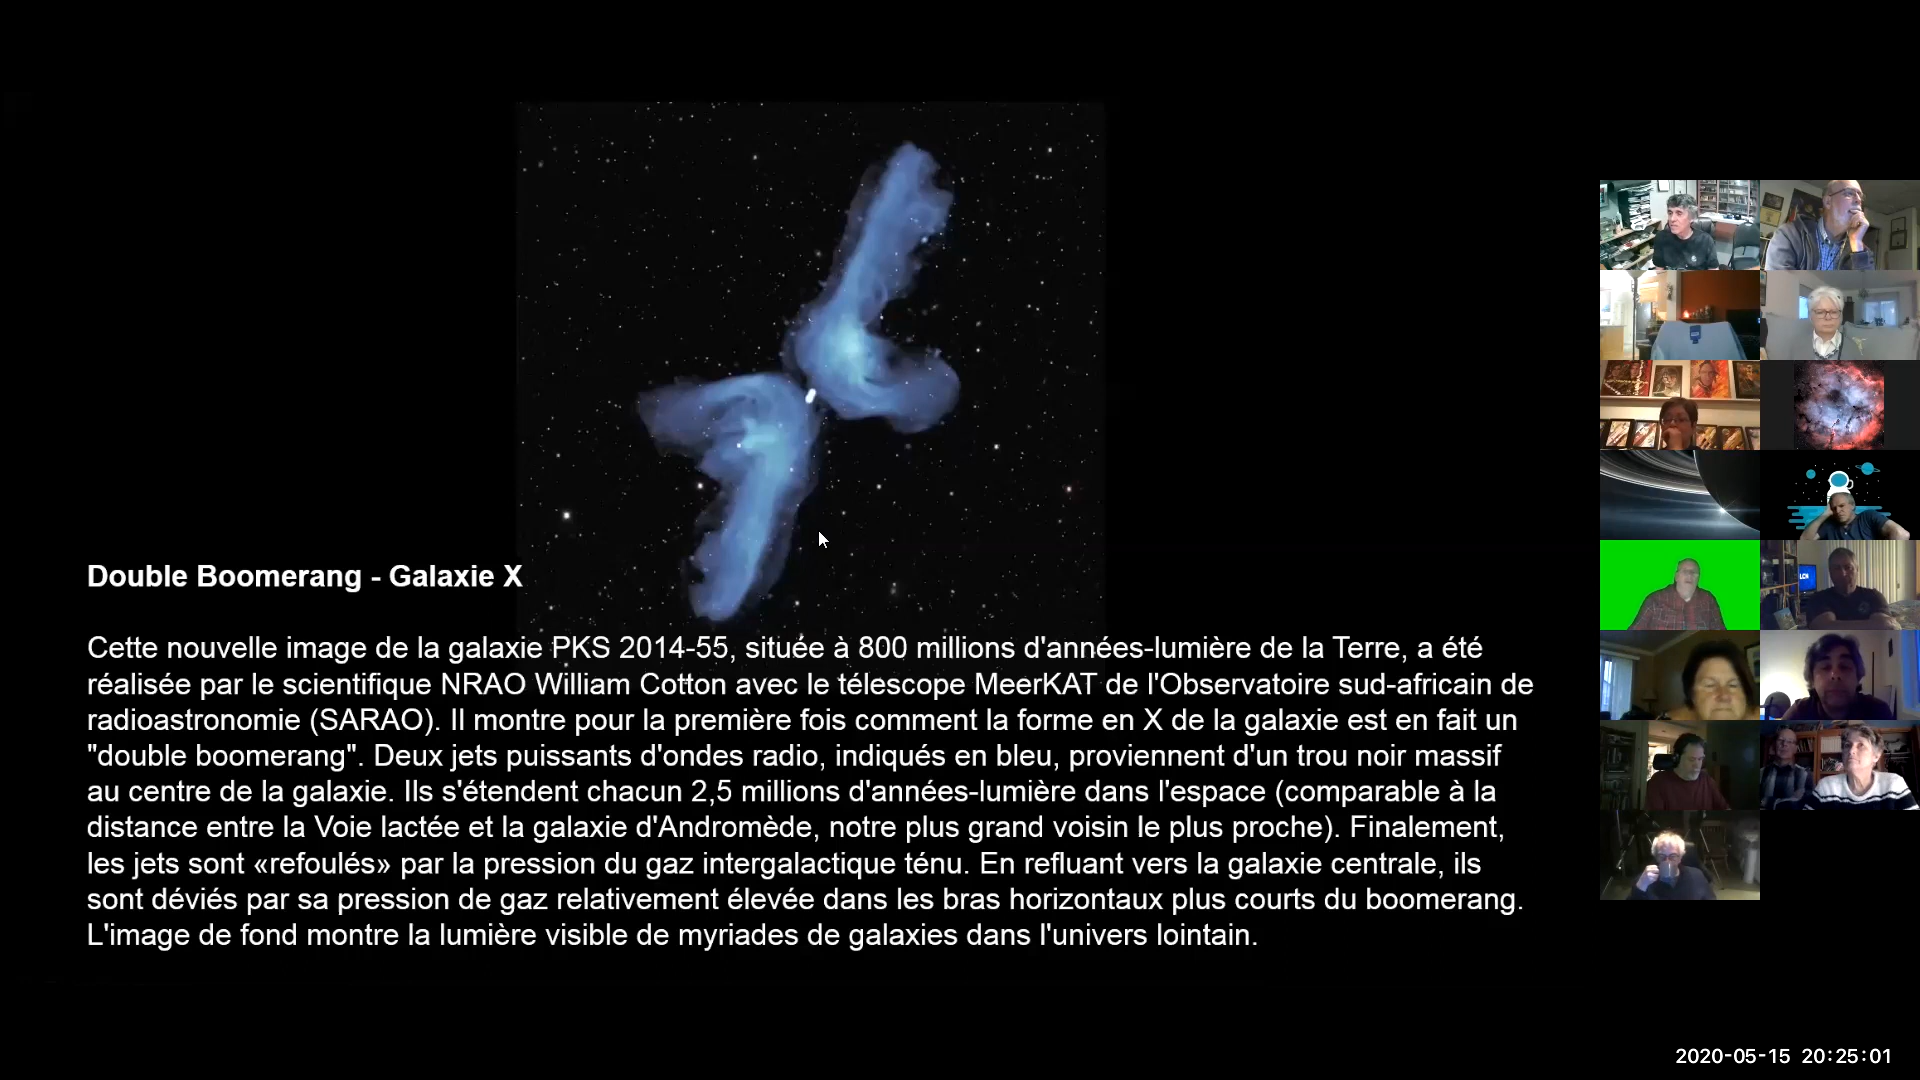 Double Boomerang - Galaxie X
Cette nouvelle image de la galaxie PKS 2014-55, située à 800 millions d'années-lumière de la Terre, a été
réalisée par le scientifique NRAO William Cotton avec le télescope MeerKAT de l'Observatoire sud-africain de
radioastronomie (SARAO). Il montre pour la première fois comment la forme en X de la galaxie est en fait un
"double boomerang". Deux jets puissants d'ondes radio, indiqués en bleu, proviennent d'un trou noir massif
au centre de la galaxie. Ils s'étendent chacun 2,5 millions d'années-lumière dans l'espace (comparable à la
distance entre la Voie lactée et la galaxie d'Andromède, notre plus grand voisin le plus proche). Finalement,
les jets sont «refoulés» par la pression du gaz intergalactique ténu. En refluant vers la galaxie centrale, ils
sont déviés par sa pression de gaz relativement élevée dans les bras horizontaux plus courts du boomerang.
L'image de fond montre la lumière visible de myriades de galaxies dans l'univers lointain.
LCN
2020-05-15 20:25:01